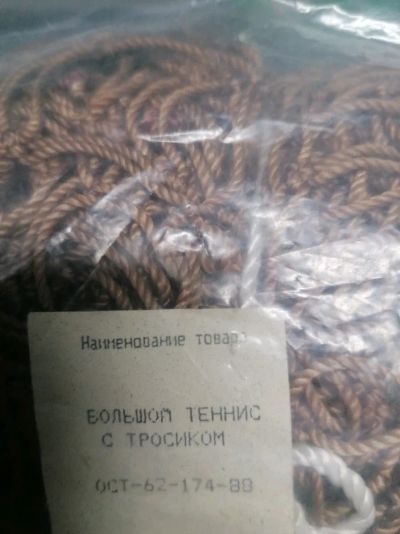 Наименование товара
БОЛЬШОЙ ТЕННИС
С ТРОСИКОМ
ОСТ-62-174-88